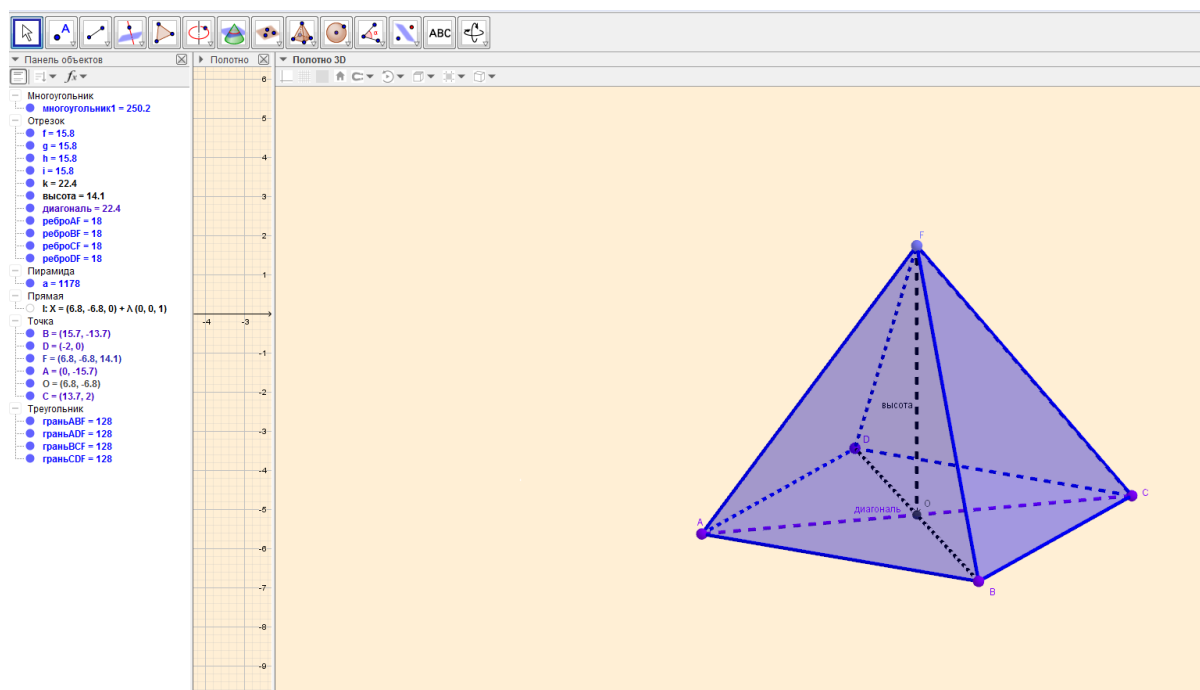 A
ABC
Панель объектов
Полотно
Полотно 3D
fx
Многоугольник
многоугольник1 = 250.2
Отрезок
f = 15.8
g = 15.8
h = 15.8
i = 15.8
k = 22.4
высота = 14.1
диагональ = 22.4
реброAF = 18
реброBF = 18
реброCF = 18
реброDF = 18
Пирамида
a = 1178
Прямая
l: X = (6.8, -6.8, 0) + λ (0, 0, 1)
Точка
B = (15.7, -13.7)
D = (-2, 0)
F = (6.8, -6.8, 14.1)
A = (0, -15.7)
O = (6.8, -6.8)
C = (13.7, 2)
Треугольник
граньABF = 128
граньADF = 128
граньBCF = 128
граньCDF = 128
6
5
4
3
2
1
-4 -3
-1
-2
-3
-4
-5
-6
-7
-8
-9
F
высота
D
C
диагональ O
A
B